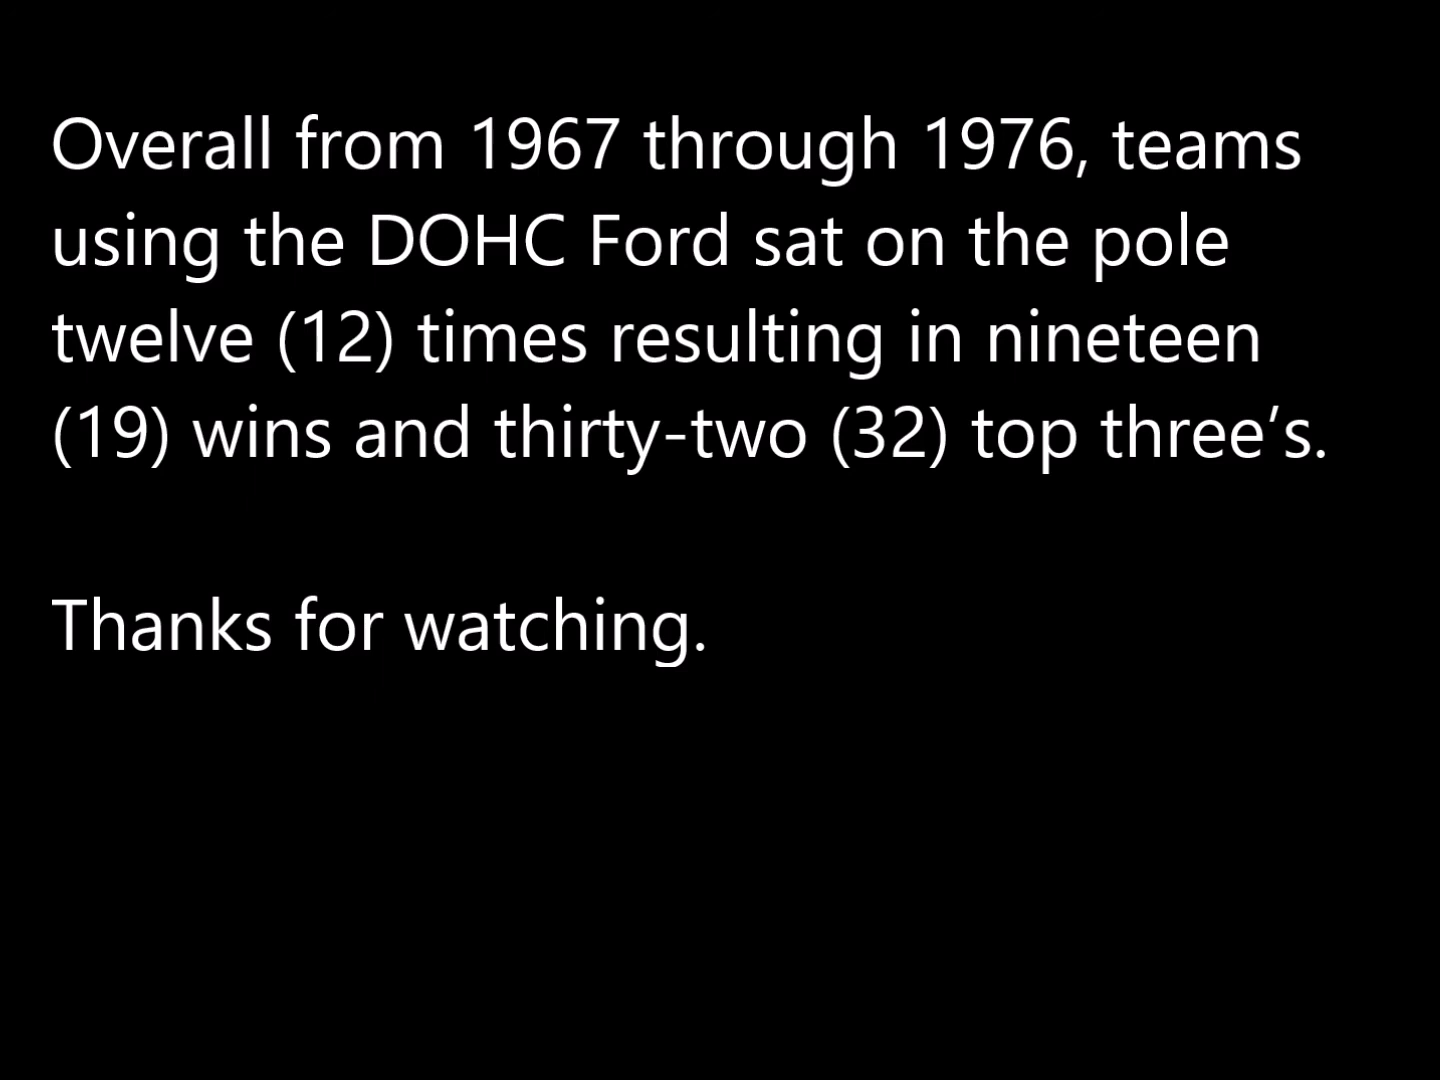 Overall from 1967 through 1976, teams
using the DOHC Ford sat on the pole
twelve (12) times resulting in nineteen
(19) wins and thirty-two (32) top three’s.
Thanks for watching.